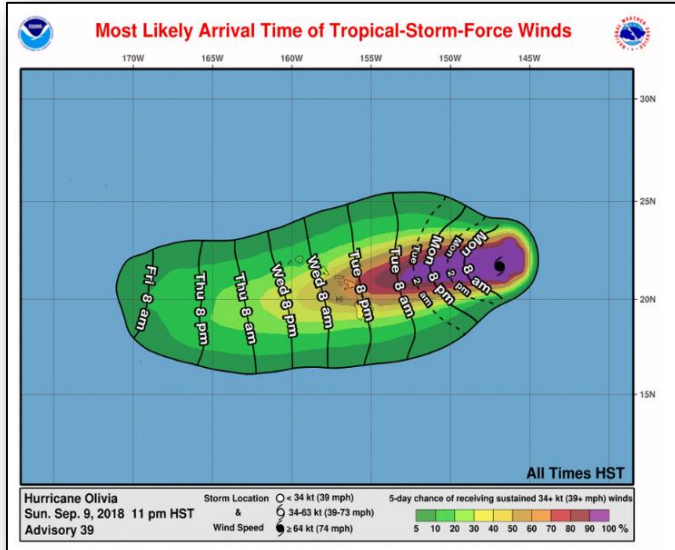 Most Likely Arrival Time of Tropical-Storm-Force Winds
170W 165W 160W 155W 150W 145W
30N
25N
20N
15N
Fri 8 am
Thu 8 pm
Thu 8 am
Wed 8 pm
Wed 8 am
Tue 8 pm
Tue 8 am
Tue 2 am
Mon 8 pm
Mon 2 pm
Mon 8 am
HI
All Times HST
Hurricane Olivia
Sun. Sep. 9, 2018 11 pm HST
Advisory 39
Storm Location
&
Wind Speed
< 34 kt (39 mph)
34-63 kt (39-73 mph)
≥ 64 kt (74 mph)
5-day chance of receiving sustained 34+ kt (39+ mph) winds
5 10 20 30 40 50 60 70 80 90 100 %